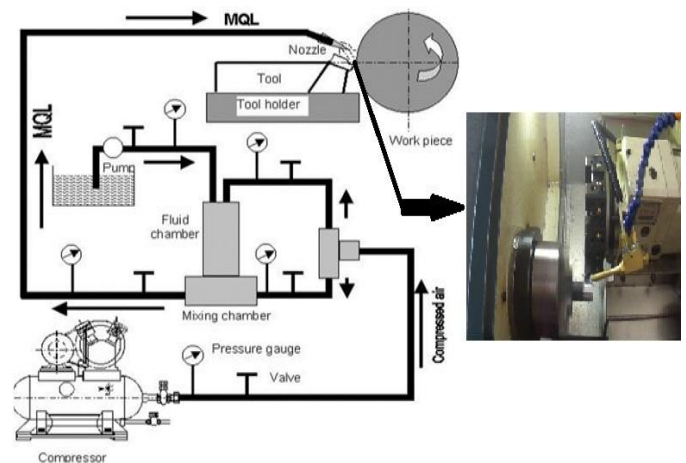 MQL
Nozzle
Tool
Tool holder
Work piece
MQL
Pump
Fluid
chamber
Mixing chamber
Compressed air
Pressure gauge
Valve
Compressor